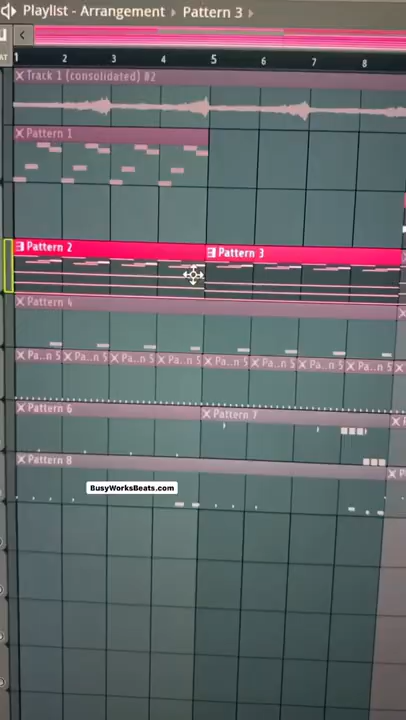 Playlist - Arrangement ▸ Pattern 3 ▸
1 2 3 4 5 6 7 8
Track 1 (consolidated) #2
Pattern 1
Pattern 2
Pattern 3
Pattern 4
Pa..n 5 Pa..n 5 Pa..n 5 Pa..n 5 Pa..n 5 Pa..n 5 Pa..n 5 Pa..n 5
Pattern 6
Pattern 7
Pattern 8
BusyWorksBeats.com